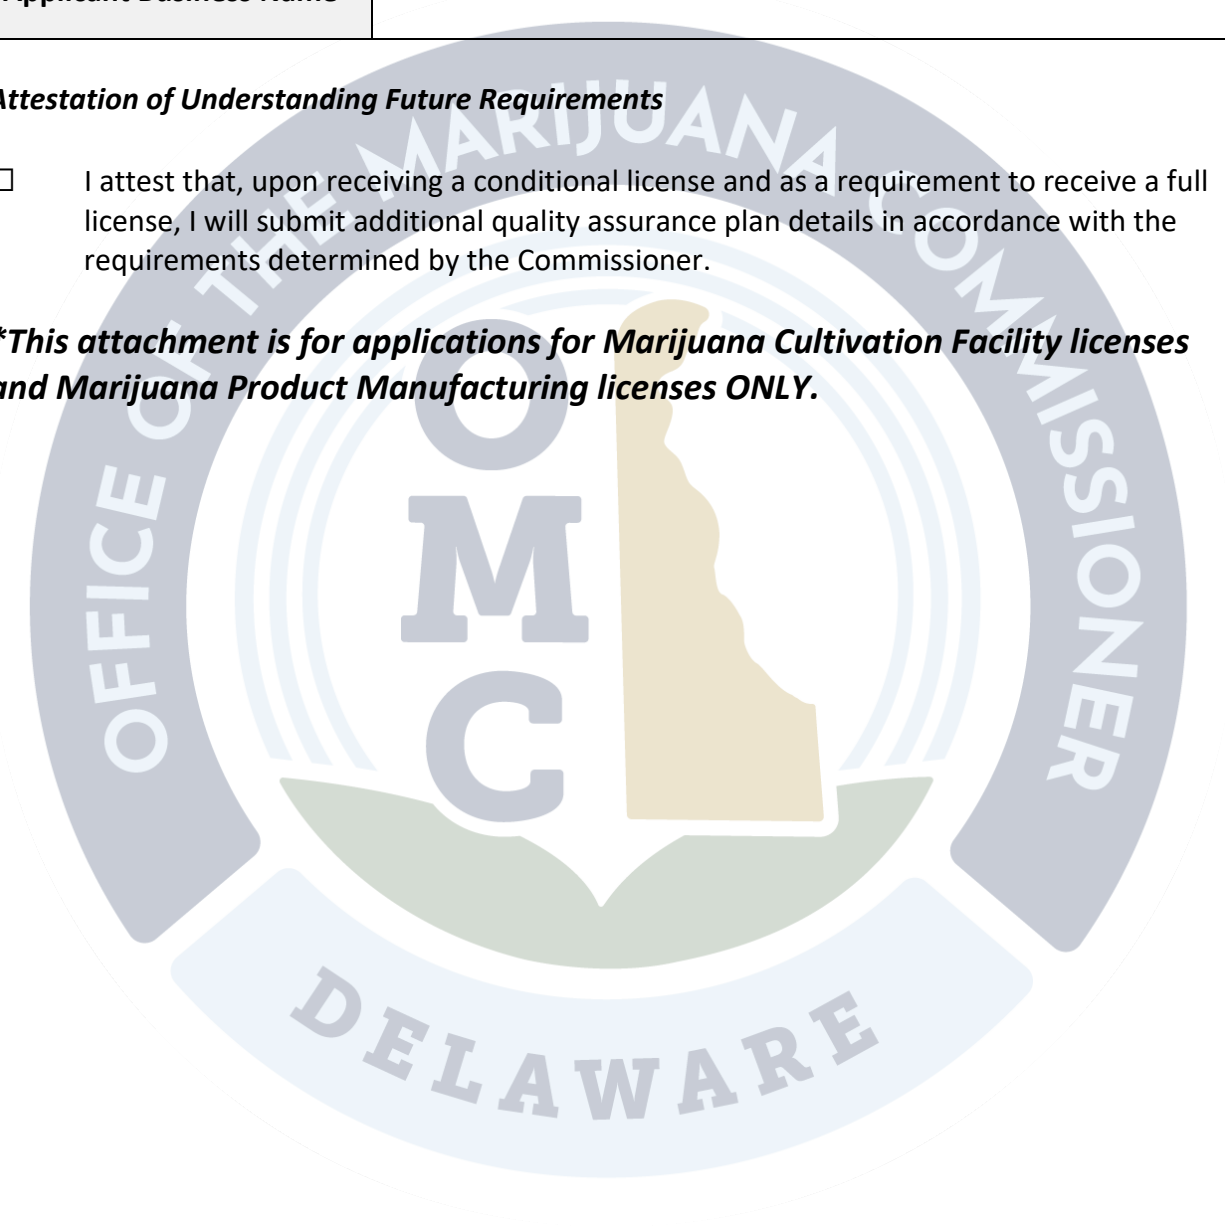 Applicant Business Name
Attestation of Understanding Future Requirements
☐ I attest that, upon receiving a conditional license and as a requirement to receive a full
license, I will submit additional quality assurance plan details in accordance with the
requirements determined by the Commissioner.
*This attachment is for applications for Marijuana Cultivation Facility licenses
and Marijuana Product Manufacturing licenses ONLY.
OFFICE OF THE MARIJUANA COMMISSIONER
O
M
C
DELAWARE